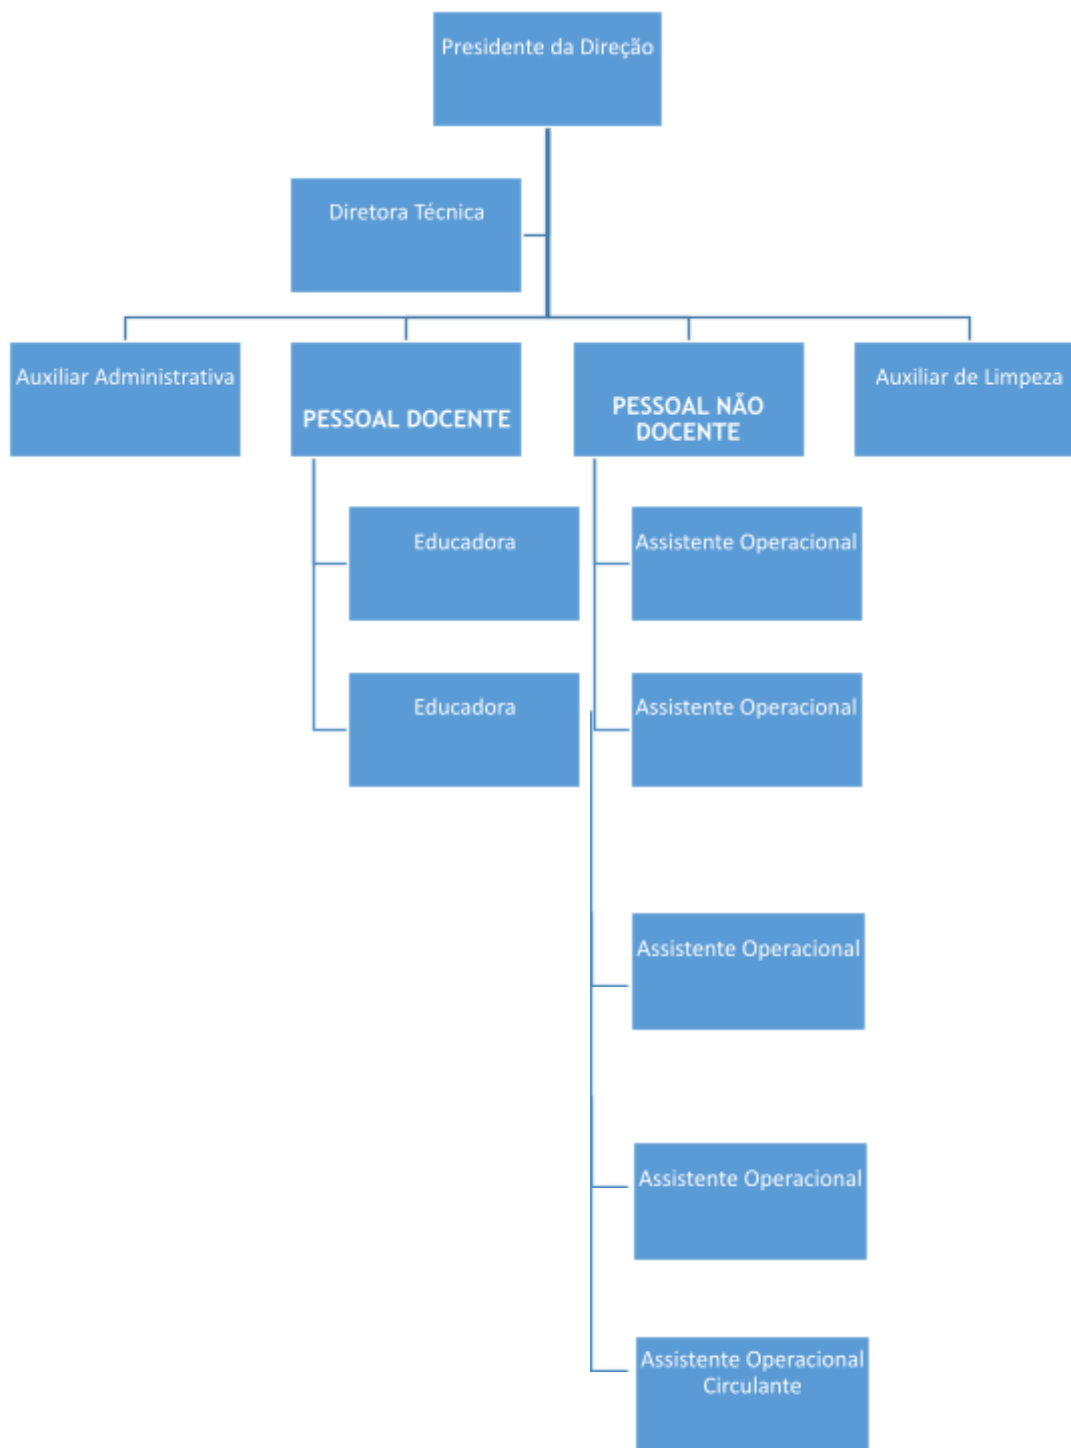 Presidente da Direção
Diretora Técnica
Auxiliar Administrativa
PESSOAL DOCENTE
PESSOAL NÃO
DOCENTE
Auxiliar de Limpeza
Educadora
Assistente Operacional
Educadora
Assistente Operacional
Assistente Operacional
Assistente Operacional
Assistente Operacional
Circulante